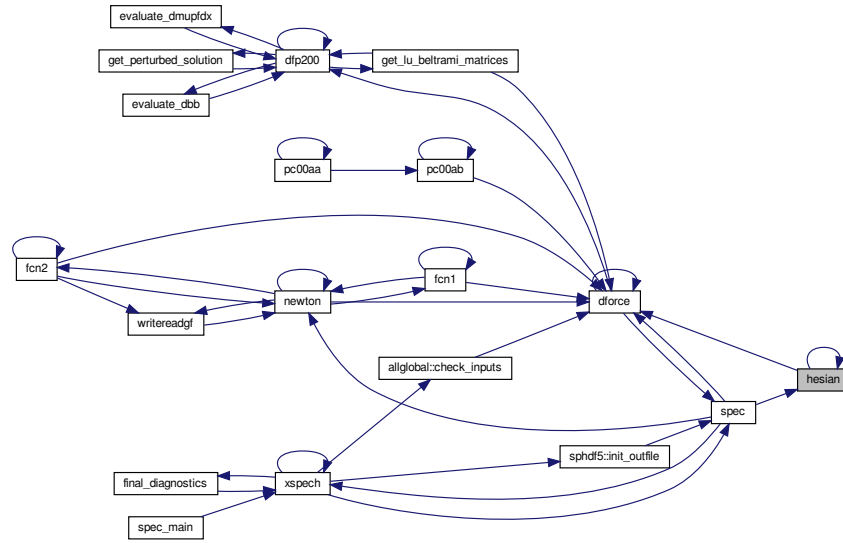 evaluate_dmupfdx
get_perturbed_solution
dfp200
get_lu_beltrami_matrices
evaluate_dbb
pc00aa
pc00ab
fcn2
fcn1
newton
dforce
writereadgf
allglobal::check_inputs
hesian
spec
sphdf5::init_outfile
final_diagnostics
xspech
spec_main